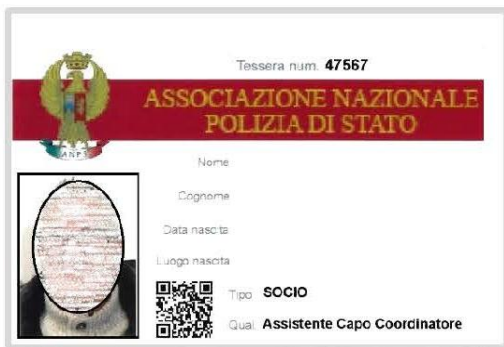 Tessera num. 47567
ASSOCIAZIONE NAZIONALE
POLIZIA DI STATO
A N P S
Nome
Cognome
Data nascita
Luogo nascita
Tipo SOCIO
Qual Assistente Capo Coordinatore